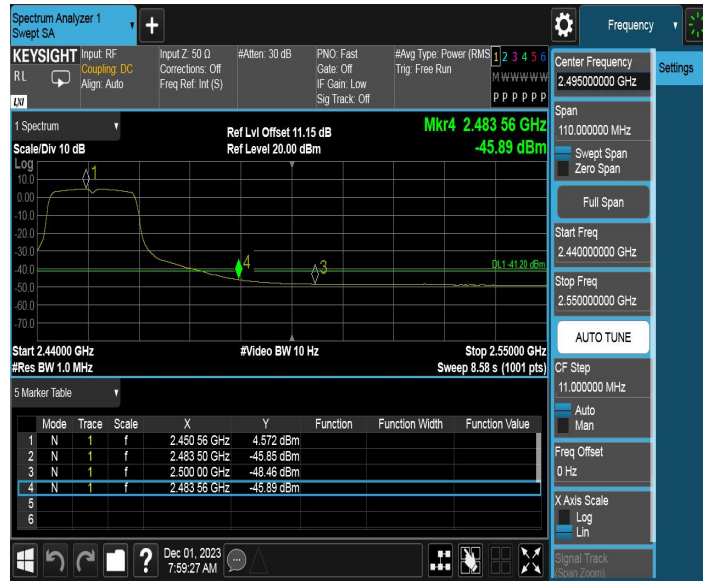 Spectrum Analyzer 1
Swept SA
+
Frequency
KEYSIGHT
RL
LXI
Input: RF
Coupling: DC
Align: Auto
Input Z: 50 Ω
Corrections: Off
Freq Ref: Int (S)
#Atten: 30 dB
PNO: Fast
Gate: Off
IF Gain: Low
Sig Track: Off
#Avg Type: Power (RMS
Trig: Free Run
1 2 3 4 5 6
M W W W W W
P P P P P P
Center Frequency
2.495000000 GHz
Settings
Span
110.000000 MHz
Swept Span
Zero Span
Full Span
Start Freq
2.440000000 GHz
Stop Freq
2.550000000 GHz
AUTO TUNE
CF Step
11.000000 MHz
Auto
Man
Freq Offset
0 Hz
X Axis Scale
Log
Lin
Signal Track
(Span Zoom)
1 Spectrum
Scale/Div 10 dB
Ref Lvl Offset 11.15 dB
Ref Level 20.00 dBm
Mkr4 2.483 56 GHz
-45.89 dBm
Log
10.0
0.00
-10.0
-20.0
-30.0
-40.0
-50.0
-60.0
-70.0
1
4
3
DL1 -41.20 dBm
Start 2.44000 GHz
#Res BW 1.0 MHz
#Video BW 10 Hz
Stop 2.55000 GHz
Sweep 8.58 s (1001 pts)
5 Marker Table
Mode Trace Scale X Y Function Function Width Function Value
1 N 1 f 2.450 56 GHz 4.572 dBm
2 N 1 f 2.483 50 GHz -45.85 dBm
3 N 1 f 2.500 00 GHz -48.46 dBm
4 N 1 f 2.483 56 GHz -45.89 dBm
5
6
?
Dec 01, 2023
7:59:27 AM